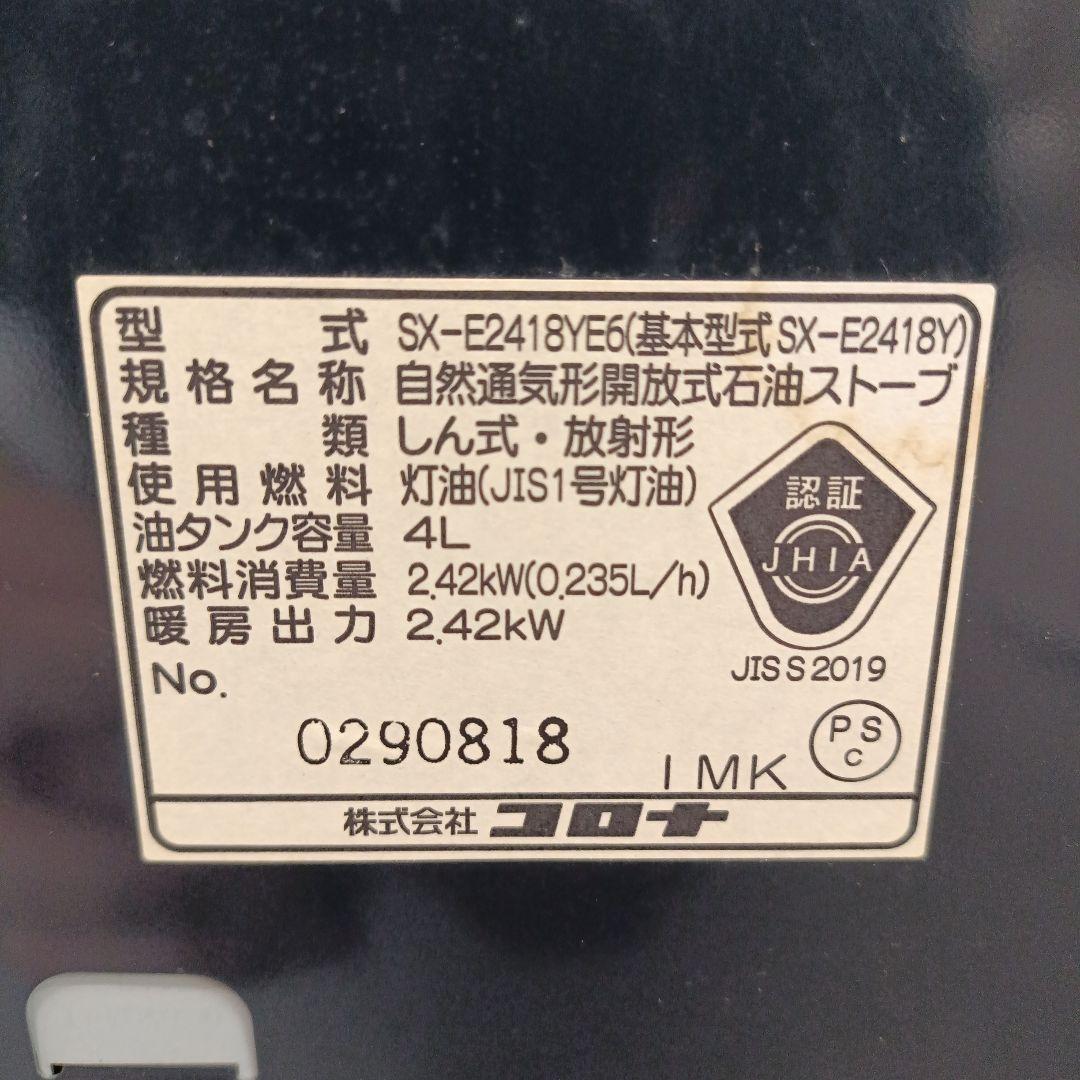 型式 SX-E2418YE6(基本型式SX-E2418Y)
規格名称 自然通気形開放式石油ストーブ
種類 しん式・放射形
使用燃料 灯油(JIS1号灯油)
油タンク容量 4L
燃料消費量 2.42kW(0.235L/h)
暖房出力 2.42kW
認証
JHIA
JIS S 2019
No.
0290818
IMK
PS
C
株式会社 コロナ